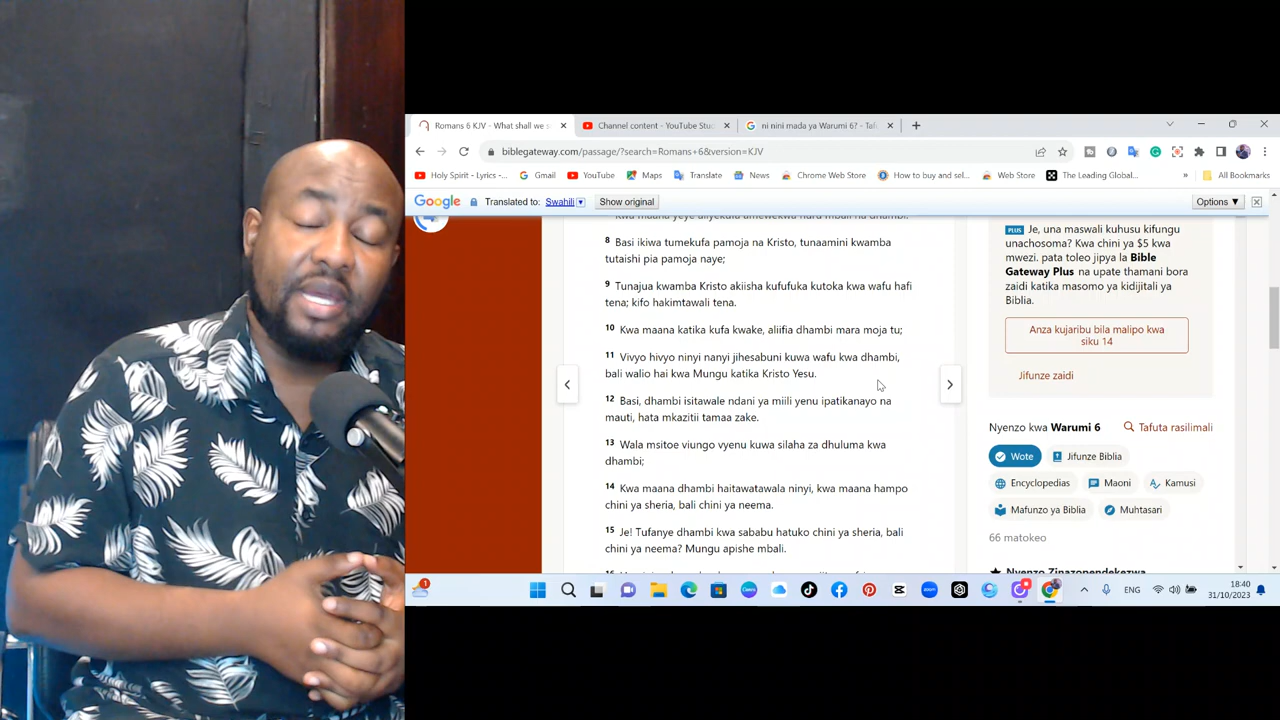 Romans 6 KJV - What shall we s
Channel content - YouTube Stud
ni nini mada ya Warumi 6? - Taf
biblegateway.com/passage/?search=Romans+6&version=KJV
Holy Spirit - Lyrics -...
Gmail
YouTube
Maps
Translate
News
Chrome Web Store
How to buy and sel...
Web Store
The Leading Global...
»
All Bookmarks
Google
Translated to: Swahili
Show original
Options ▼
8 Basi ikiwa tumekufa pamoja na Kristo, tunaamini kwamba
tutaishi pia pamoja naye;
9 Tunajua kwamba Kristo akiisha kufufuka kutoka kwa wafu hafi
tena; kifo hakimtawali tena.
10 Kwa maana katika kufa kwake, aliifia dhambi mara moja tu;
11 Vivyo hivyo ninyi nanyi jihesabuni kuwa wafu kwa dhambi,
bali walio hai kwa Mungu katika Kristo Yesu.
12 Basi, dhambi isitawale ndani ya miili yenu ipatikanayo na
mauti, hata mkazitii tamaa zake.
13 Wala msitoe viungo vyenu kuwa silaha za dhuluma kwa
dhambi;
14 Kwa maana dhambi haitawatawala ninyi, kwa maana hampo
chini ya sheria, bali chini ya neema.
15 Je! Tufanye dhambi kwa sababu hatuko chini ya sheria, bali
chini ya neema? Mungu apishe mbali.
PLUS Je, una maswali kuhusu kifungu
unachosoma? Kwa chini ya $5 kwa
mwezi, pata toleo jipya la Bible
Gateway Plus na upate thamani bora
zaidi katika masomo ya kidijitali ya
Biblia.
Anza kujaribu bila malipo kwa
siku 14
Jifunze zaidi
Nyenzo kwa Warumi 6
Tafuta rasilimali
Wote
Jifunze Biblia
Encyclopedias
Maoni
Kamusi
Mafunzo ya Biblia
Muhtasari
66 matokeo
Nyenzo Zinazopendekezwa
1
Canva
zoom
ENG
18:40
31/10/2023